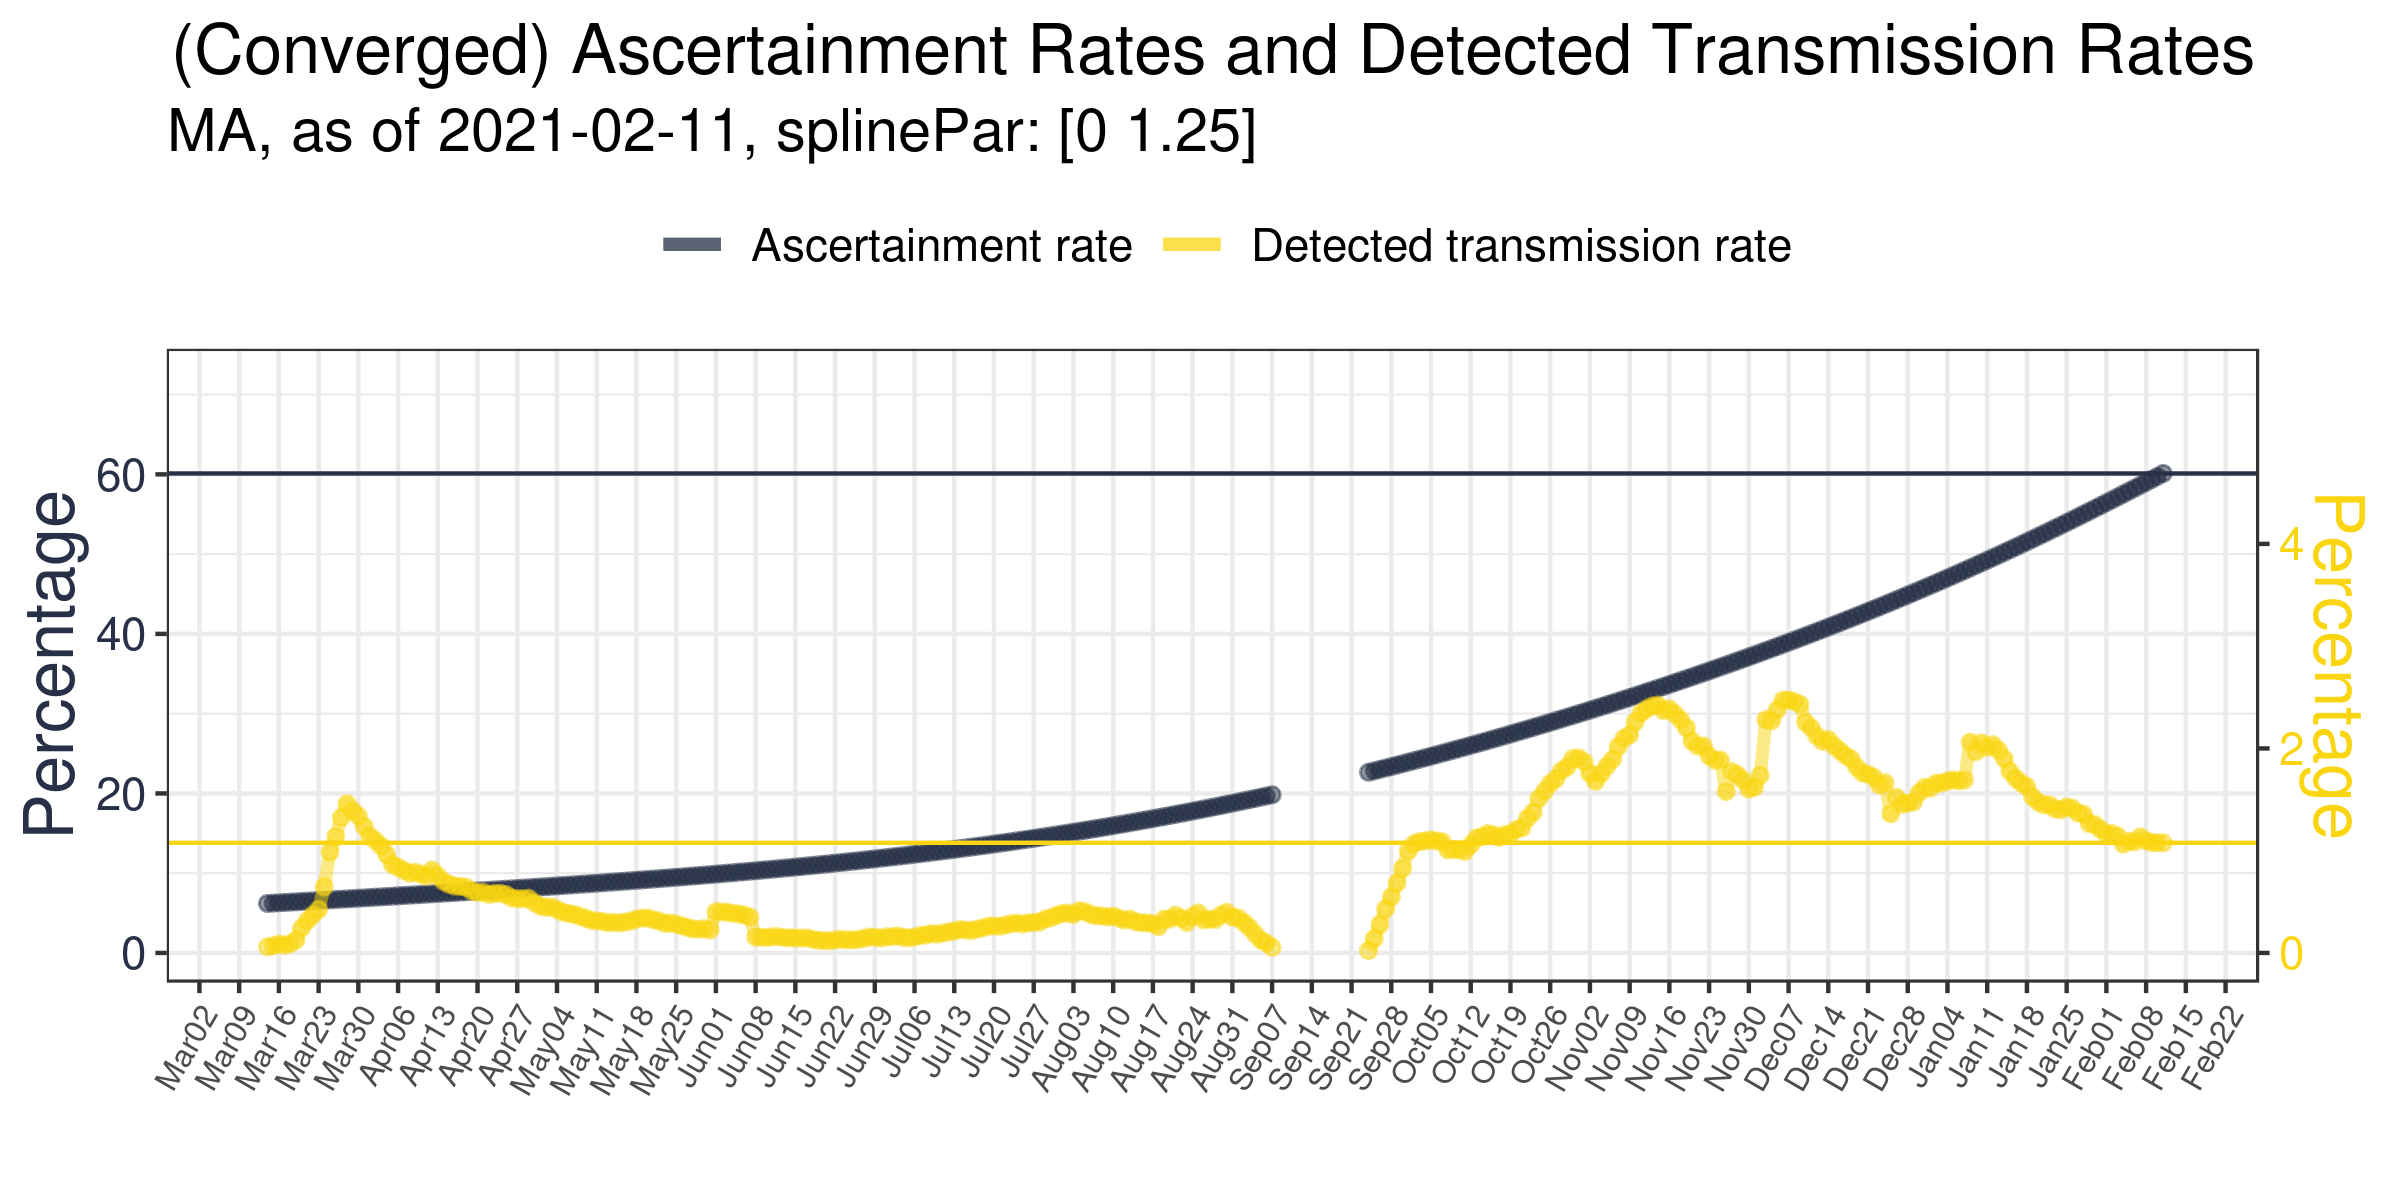 (Converged) Ascertainment Rates and Detected Transmission Rates
MA, as of 2021-02-11, splinePar: [0 1.25]
Ascertainment rate Detected transmission rate
Percentage
60
40
20
0
4
2
0
Percentage
Mar02 Mar09 Mar16 Mar23 Mar30 Apr06 Apr13 Apr20 Apr27 May04 May11 May18 May25 Jun01 Jun08 Jun15 Jun22 Jun29 Jul06 Jul13 Jul20 Jul27 Aug03 Aug10 Aug17 Aug24 Aug31 Sep07 Sep14 Sep21 Sep28 Oct05 Oct12 Oct19 Oct26 Nov02 Nov09 Nov16 Nov23 Nov30 Dec07 Dec14 Dec21 Dec28 Jan04 Jan11 Jan18 Jan25 Feb01 Feb08 Feb15 Feb22